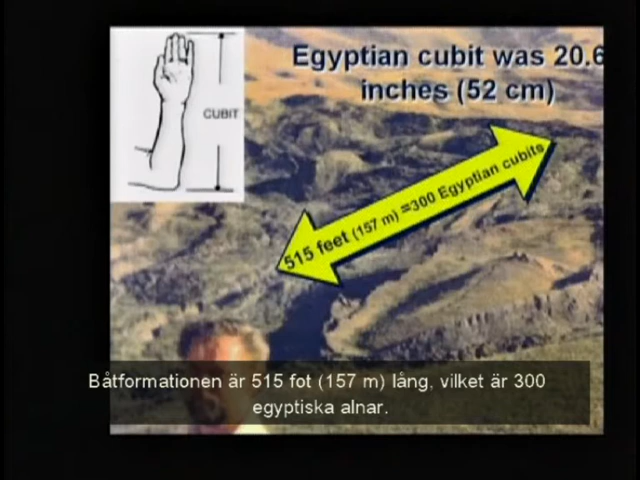 Egyptian cubit was 20.6
inches (52 cm)
CUBIT
515 feet (157 m) =300 Egyptian cubits
Båtformationen är 515 fot (157 m) lång, vilket är 300
egyptiska alnar.